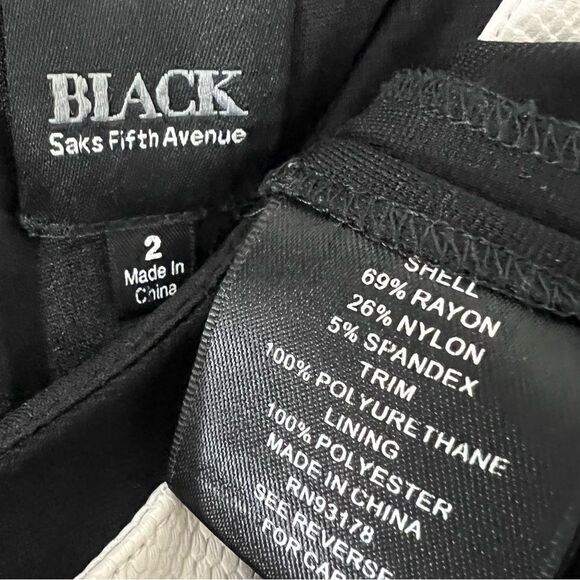 BLACK
Saks Fifth Avenue
2
Made In
China
SHELL
69% RAYON
26% NYLON
5% SPANDEX
TRIM
100% POLYURETHANE
LINING
100% POLYESTER
MADE IN CHINA
RN93178
SEE REVERSE
FOR